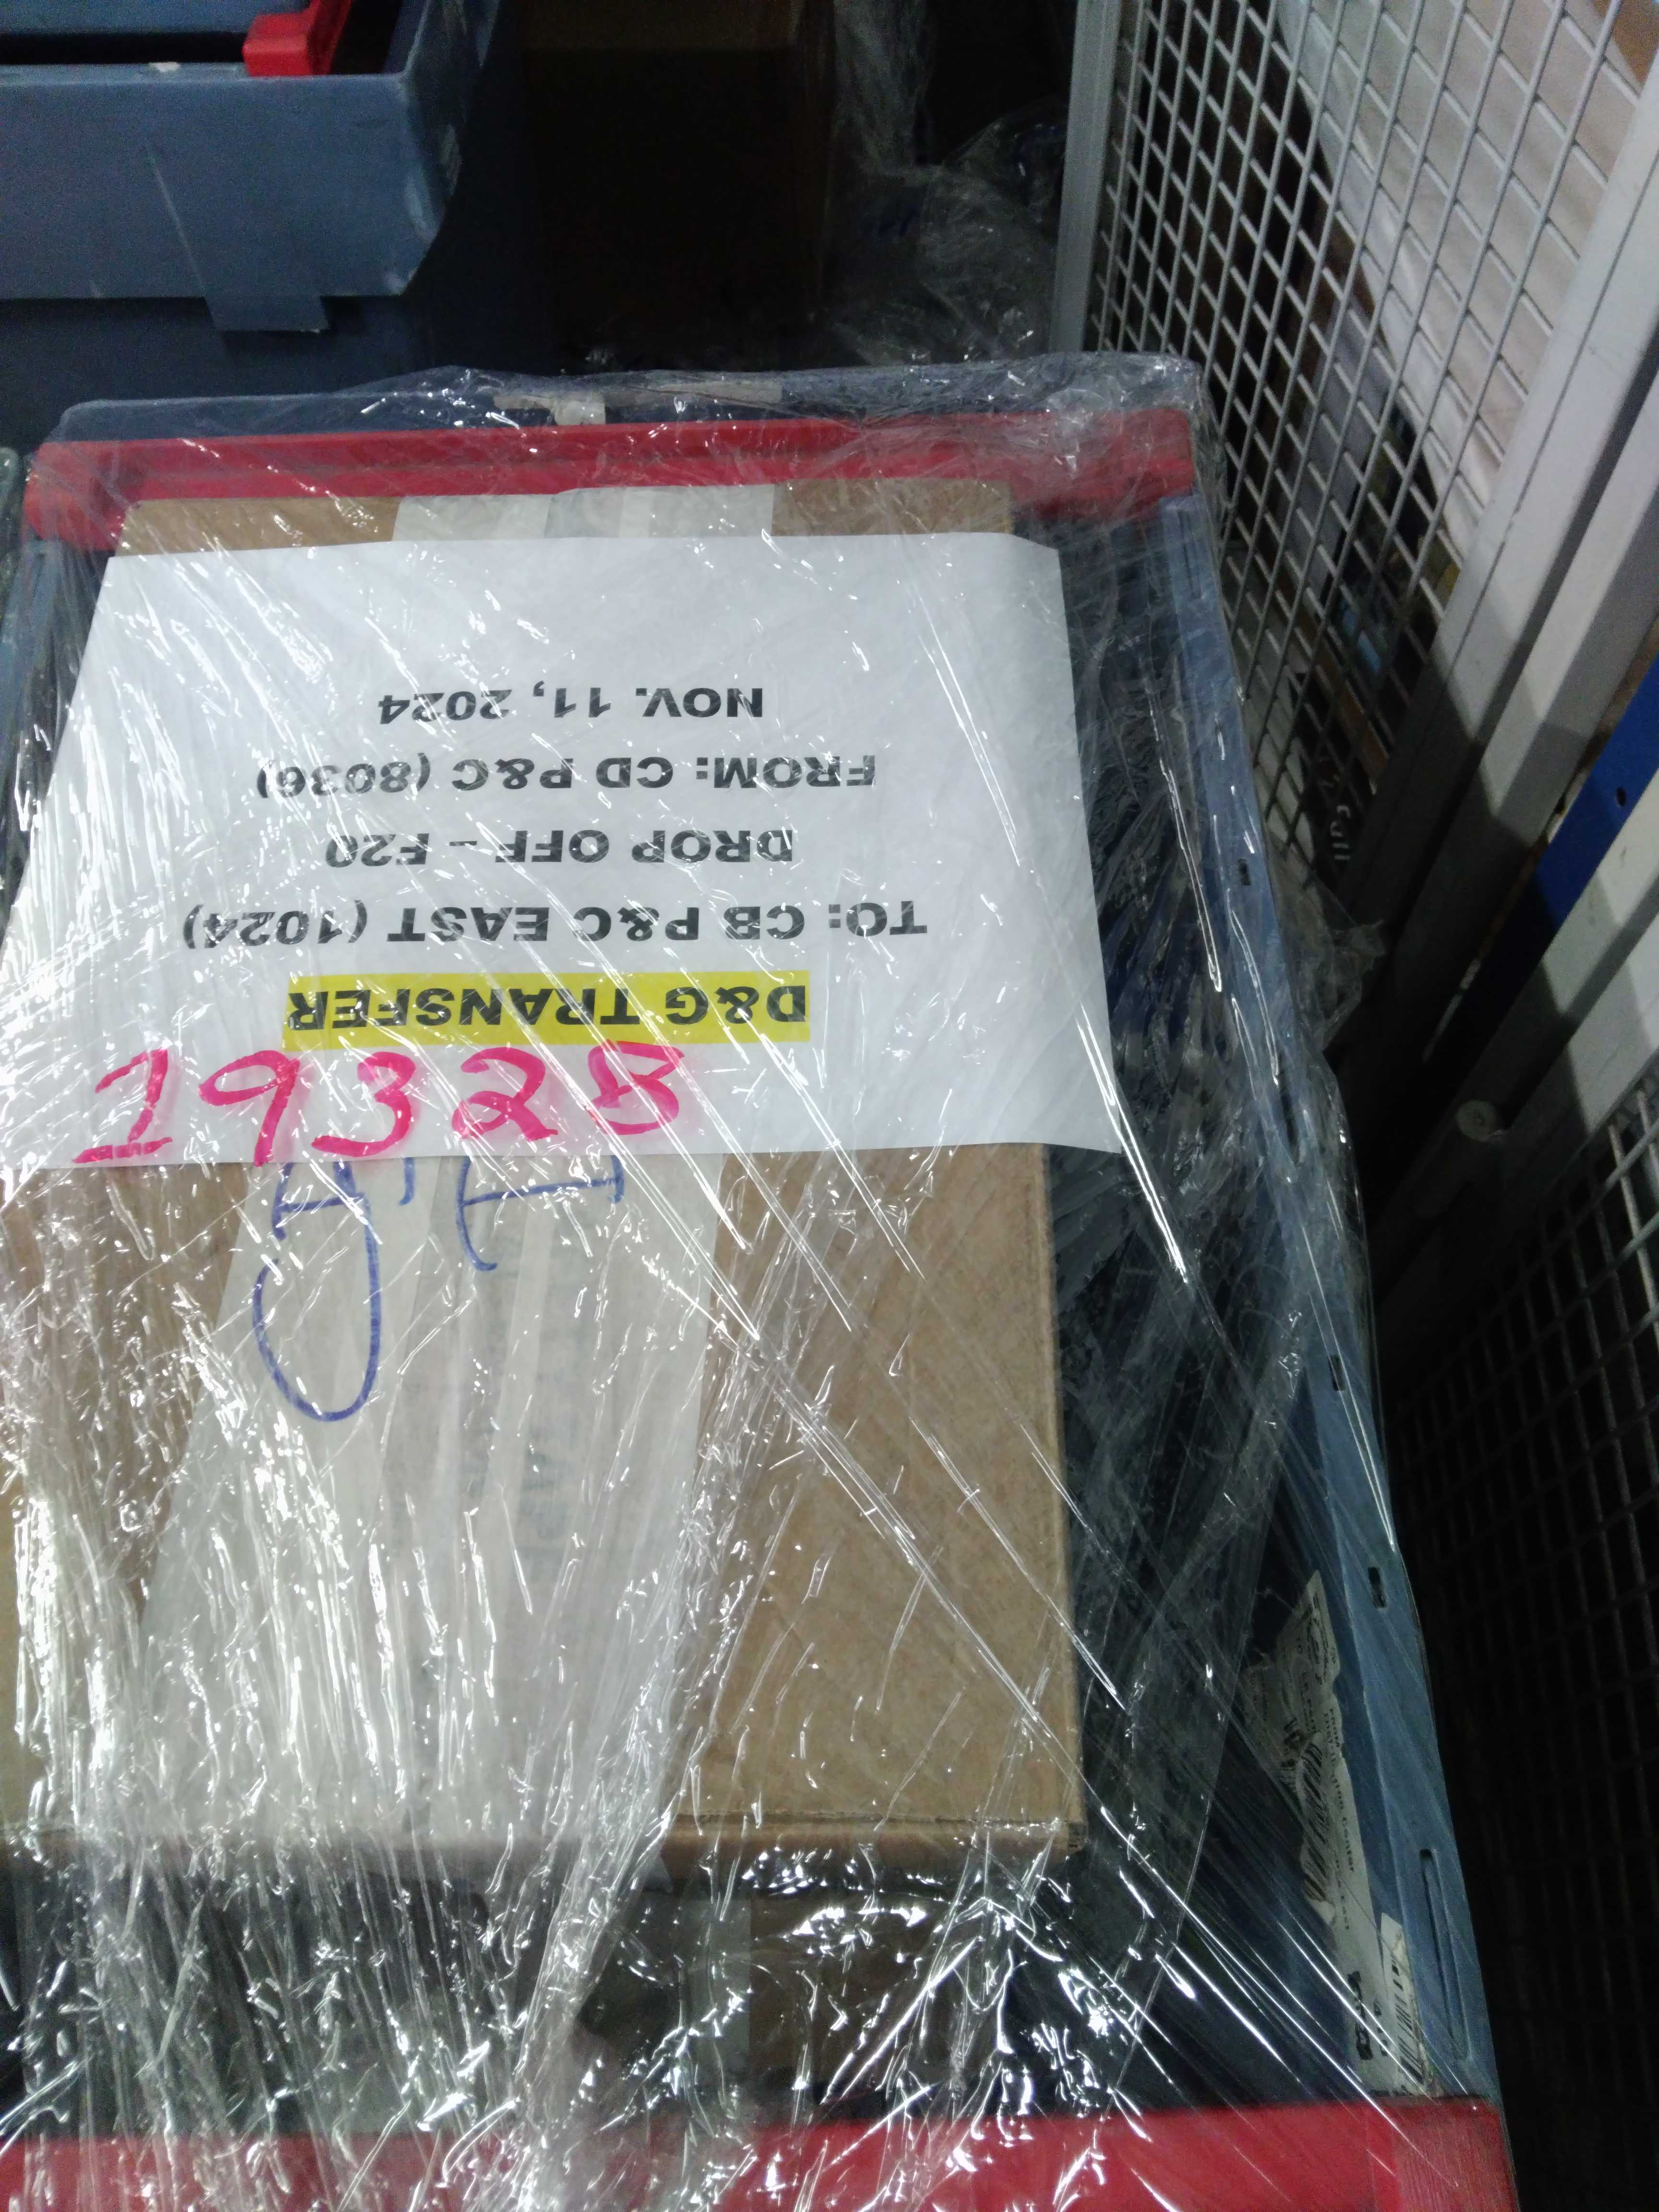 D&G TRANSFER
TO: CB P&C EAST (1024)
DROP OFF – F20
FROM: CD P&C (8036)
NOV. 11, 2024
19328